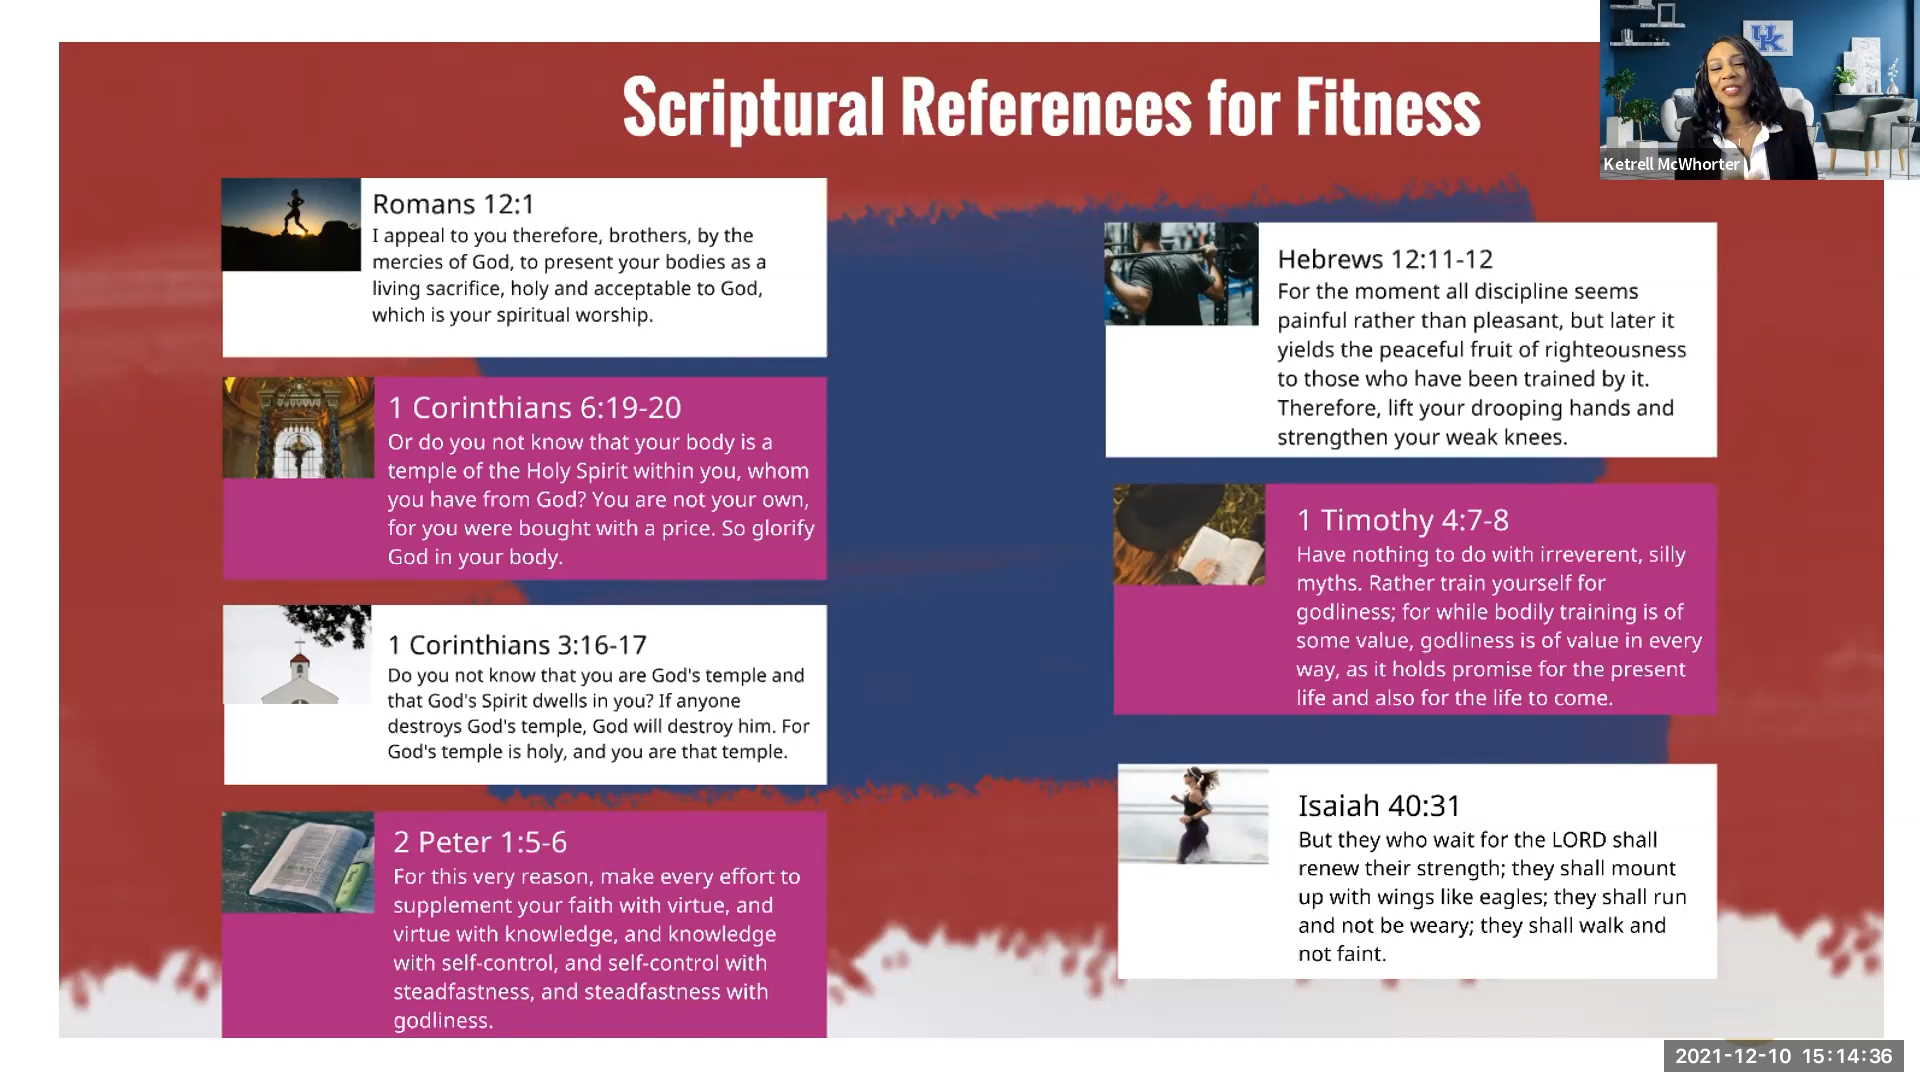 Scriptural References for Fitness
UK
Ketrell McWhorter
Romans 12:1
I appeal to you therefore, brothers, by the
mercies of God, to present your bodies as a
living sacrifice, holy and acceptable to God,
which is your spiritual worship.
1 Corinthians 6:19-20
Or do you not know that your body is a
temple of the Holy Spirit within you, whom
you have from God? You are not your own,
for you were bought with a price. So glorify
God in your body.
1 Corinthians 3:16-17
Do you not know that you are God's temple and
that God's Spirit dwells in you? If anyone
destroys God's temple, God will destroy him. For
God's temple is holy, and you are that temple.
2 Peter 1:5-6
For this very reason, make every effort to
supplement your faith with virtue, and
virtue with knowledge, and knowledge
with self-control, and self-control with
steadfastness, and steadfastness with
godliness.
Hebrews 12:11-12
For the moment all discipline seems
painful rather than pleasant, but later it
yields the peaceful fruit of righteousness
to those who have been trained by it.
Therefore, lift your drooping hands and
strengthen your weak knees.
1 Timothy 4:7-8
Have nothing to do with irreverent, silly
myths. Rather train yourself for
godliness; for while bodily training is of
some value, godliness is of value in every
way, as it holds promise for the present
life and also for the life to come.
Isaiah 40:31
But they who wait for the LORD shall
renew their strength; they shall mount
up with wings like eagles; they shall run
and not be weary; they shall walk and
not faint.
2021-12-10 15:14:36